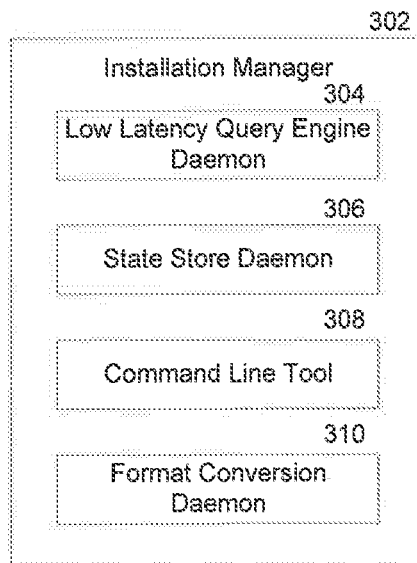 302
Installation Manager
304
Low Latency Query Engine
Daemon
306
State Store Daemon
308
Command Line Tool
310
Format Conversion
Daemon